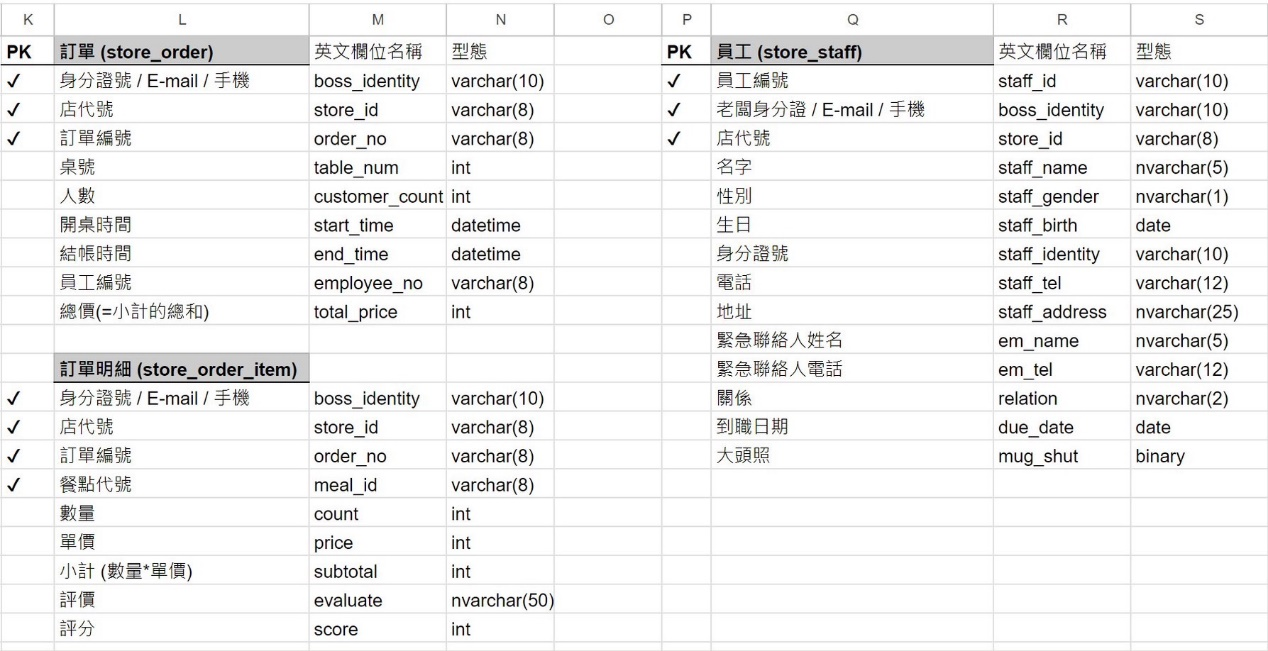 K L M N O P Q R S
PK 訂單 (store_order) 英文欄位名稱 型態 PK 員工 (store_staff) 英文欄位名稱 型態
✓ 身分證號 / E-mail / 手機 boss_identity varchar(10) ✓ 員工編號 staff_id varchar(10)
✓ 店代號 store_id varchar(8) ✓ 老闆身分證 / E-mail / 手機 boss_identity varchar(10)
✓ 訂單編號 order_no varchar(8) ✓ 店代號 store_id varchar(8)
桌號 table_num int 名字 staff_name nvarchar(5)
人數 customer_count int 性別 staff_gender nvarchar(1)
開桌時間 start_time datetime 生日 staff_birth date
結帳時間 end_time datetime 身分證號 staff_identity varchar(10)
員工編號 employee_no varchar(8) 電話 staff_tel varchar(12)
總價(=小計的總和) total_price int 地址 staff_address nvarchar(25)
緊急聯絡人姓名 em_name nvarchar(5)
訂單明細 (store_order_item) 緊急聯絡人電話 em_tel varchar(12)
✓ 身分證號 / E-mail / 手機 boss_identity varchar(10) 關係 relation nvarchar(2)
✓ 店代號 store_id varchar(8) 到職日期 due_date date
✓ 訂單編號 order_no varchar(8) 大頭照 mug_shut binary
✓ 餐點代號 meal_id varchar(8)
數量 count int
單價 price int
小計 (數量*單價) subtotal int
評價 evaluate nvarchar(50)
評分 score int